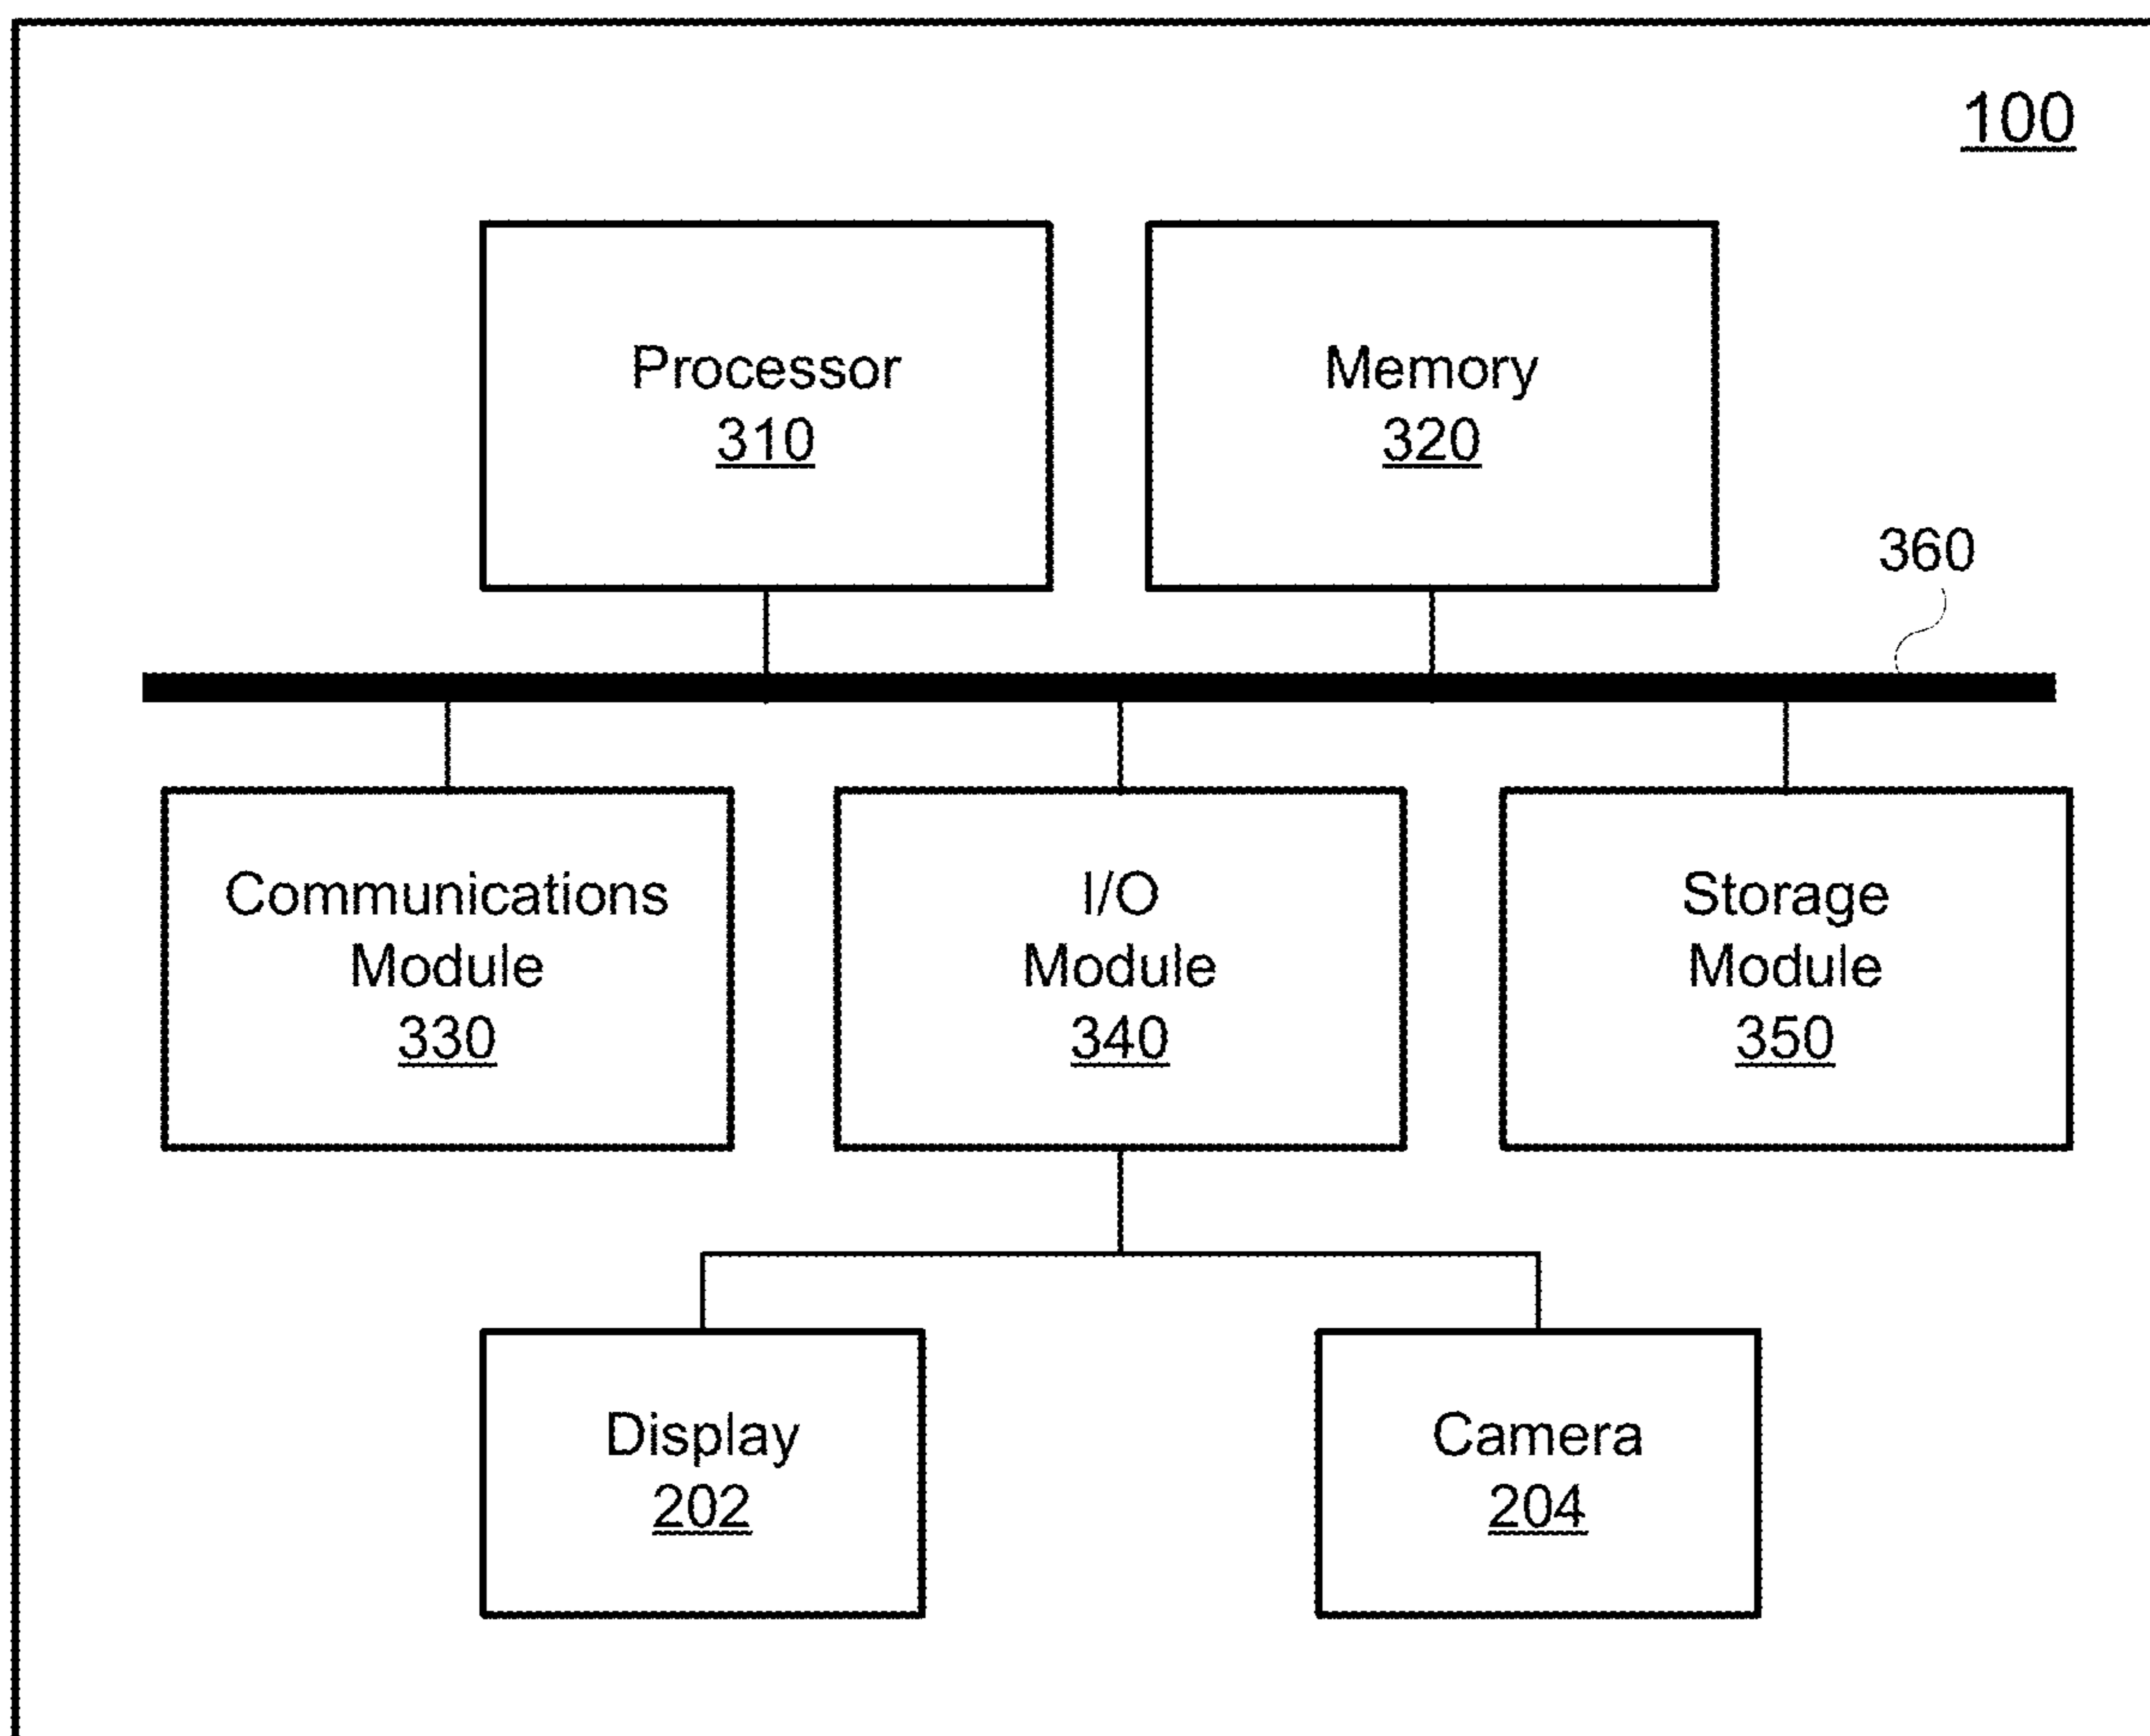 100
Processor
310
Memory
320
360
Communications
Module
330
I/O
Module
340
Storage
Module
350
Display
202
Camera
204